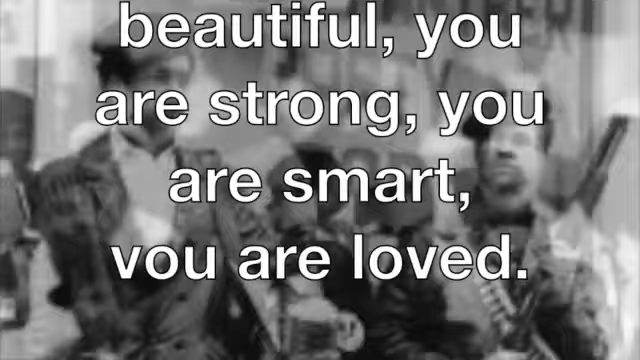 beautiful, you
are strong, you
are smart,
you are loved.